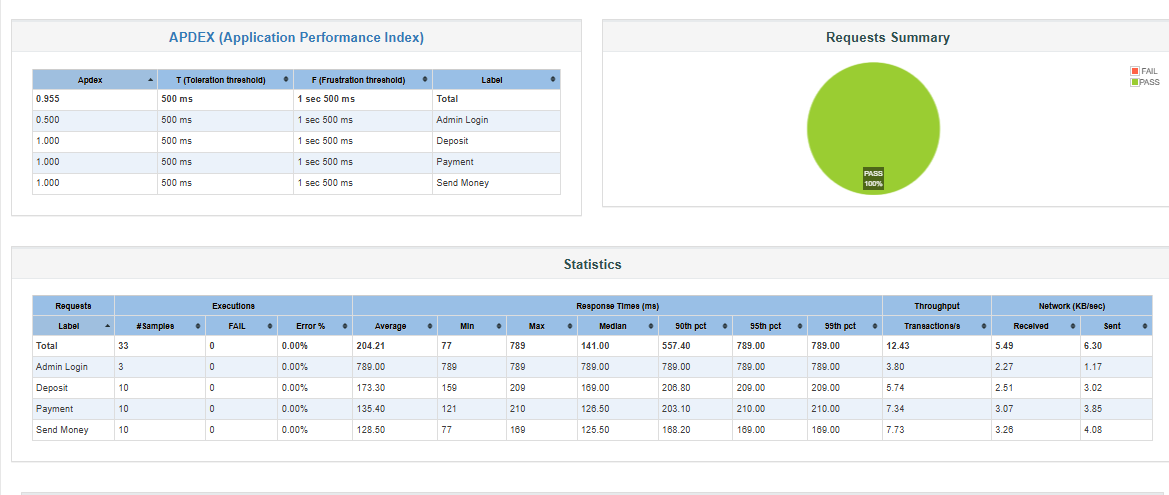 APDEX (Application Performance Index)
Apdex T (Toleration threshold) F (Frustration threshold) Label
0.955 500 ms 1 sec 500 ms Total
0.500 500 ms 1 sec 500 ms Admin Login
1.000 500 ms 1 sec 500 ms Deposit
1.000 500 ms 1 sec 500 ms Payment
1.000 500 ms 1 sec 500 ms Send Money
Requests Summary
FAIL
PASS
PASS
100%
Statistics
Requests Executions Response Times (ms) Throughput Network (KB/sec)
Label #Samples FAIL Error % Average Min Max Median 90th pct 95th pct 99th pct Transactions/s Received Sent
Total 33 0 0.00% 204.21 77 789 141.00 557.40 789.00 789.00 12.43 5.49 6.30
Admin Login 3 0 0.00% 789.00 789 789 789.00 789.00 789.00 789.00 3.80 2.27 1.17
Deposit 10 0 0.00% 173.30 159 209 169.00 206.80 209.00 209.00 5.74 2.51 3.02
Payment 10 0 0.00% 135.40 121 210 126.50 203.10 210.00 210.00 7.34 3.07 3.85
Send Money 10 0 0.00% 128.50 77 169 125.50 168.20 169.00 169.00 7.73 3.26 4.08